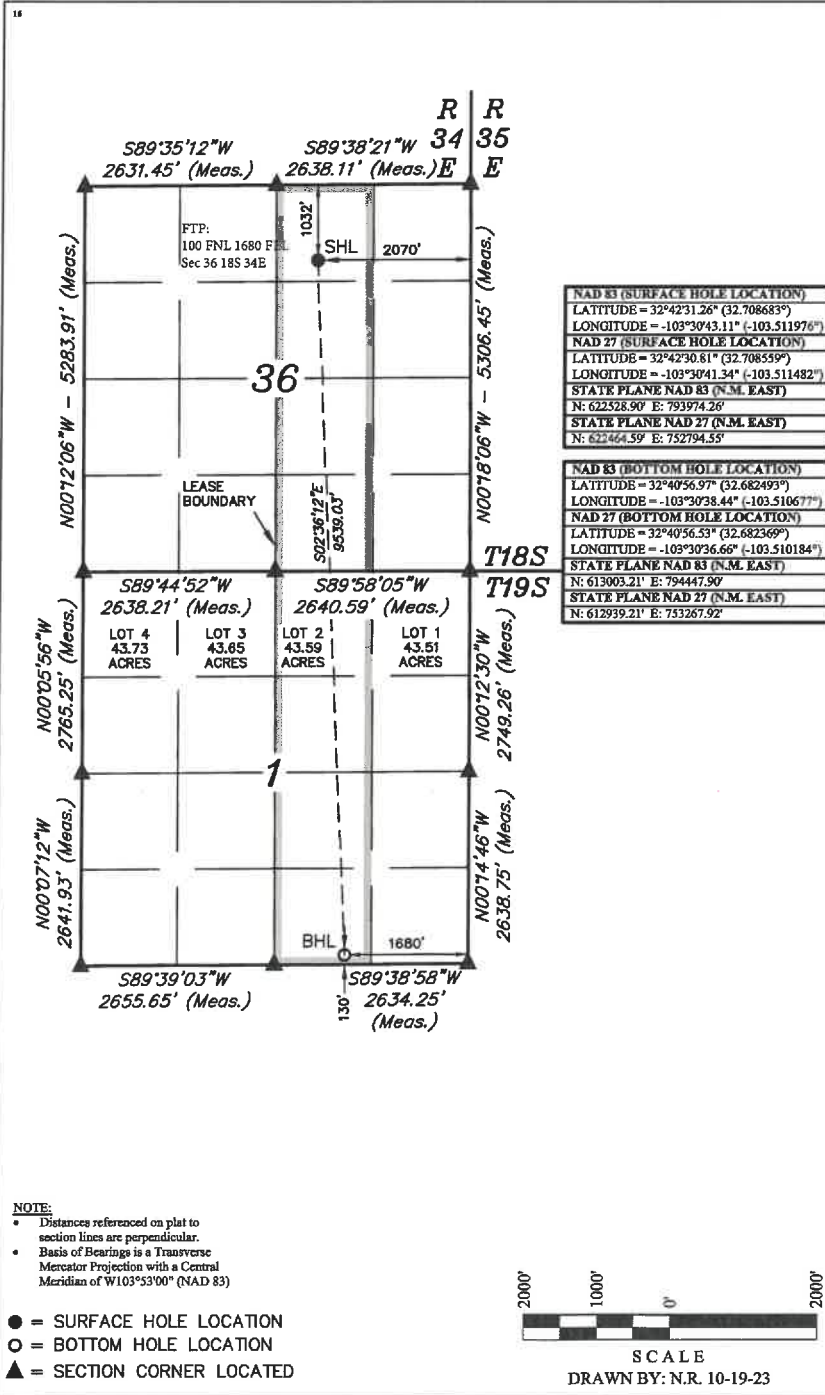 16
R R
34 35
E E
S89°35'12"W
2631.45' (Meas.)
S89°38'21"W
2638.11' (Meas.)
FTP:
100 FNL 1680
Sec 36 18S 34E
1032'
SHL
2070'
N00°12'06"W – 5283.91' (Meas.)
N00°18'06"W – 5306.45' (Meas.)
36
LEASE
BOUNDARY
S02°36'12"E
9539.03'
T18S
T19S
S89°44'52"W
2638.21' (Meas.)
S89°58'05"W
2640.59' (Meas.)
LOT 4
43.73
ACRES
LOT 3
43.65
ACRES
LOT 2
43.59
ACRES
LOT 1
43.51
ACRES
N00°05'56"W
2765.25' (Meas.)
N00°12'30"W
2749.26' (Meas.)
1
N00°07'12"W
2641.93' (Meas.)
N00°14'46"W
2638.75' (Meas.)
BHL
1680'
130'
S89°39'03"W
2655.65' (Meas.)
S89°38'58"W
2634.25'
(Meas.)
NAD 83 (SURFACE HOLE LOCATION)
LATITUDE = 32°42'31.26" (32.708683°)
LONGITUDE = -103°30'43.11" (-103.511976°)
NAD 27 (SURFACE HOLE LOCATION)
LATITUDE = 32°42'30.81" (32.708559°)
LONGITUDE = -103°30'41.34" (-103.511482°)
STATE PLANE NAD 83 (N.M. EAST)
N: 622528.90' E: 793974.26'
STATE PLANE NAD 27 (N.M. EAST)
N: 622464.59' E: 752794.55'
NAD 83 (BOTTOM HOLE LOCATION)
LATITUDE = 32°40'56.97" (32.682493°)
LONGITUDE = -103°30'38.44" (-103.510677°)
NAD 27 (BOTTOM HOLE LOCATION)
LATITUDE = 32°40'56.53" (32.682369°)
LONGITUDE = -103°30'36.66" (-103.510184°)
STATE PLANE NAD 83 (N.M. EAST)
N: 613003.21' E: 794447.90'
STATE PLANE NAD 27 (N.M. EAST)
N: 612939.21' E: 753267.92'
NOTE:
• Distances referenced on plat to
section lines are perpendicular.
• Basis of Bearings is a Transverse
Mercator Projection with a Central
Meridian of W103°53'00" (NAD 83)
● = SURFACE HOLE LOCATION
○ = BOTTOM HOLE LOCATION
▲ = SECTION CORNER LOCATED
2000' 1000' 0' 2000'
SCALE
DRAWN BY: N.R. 10-19-23